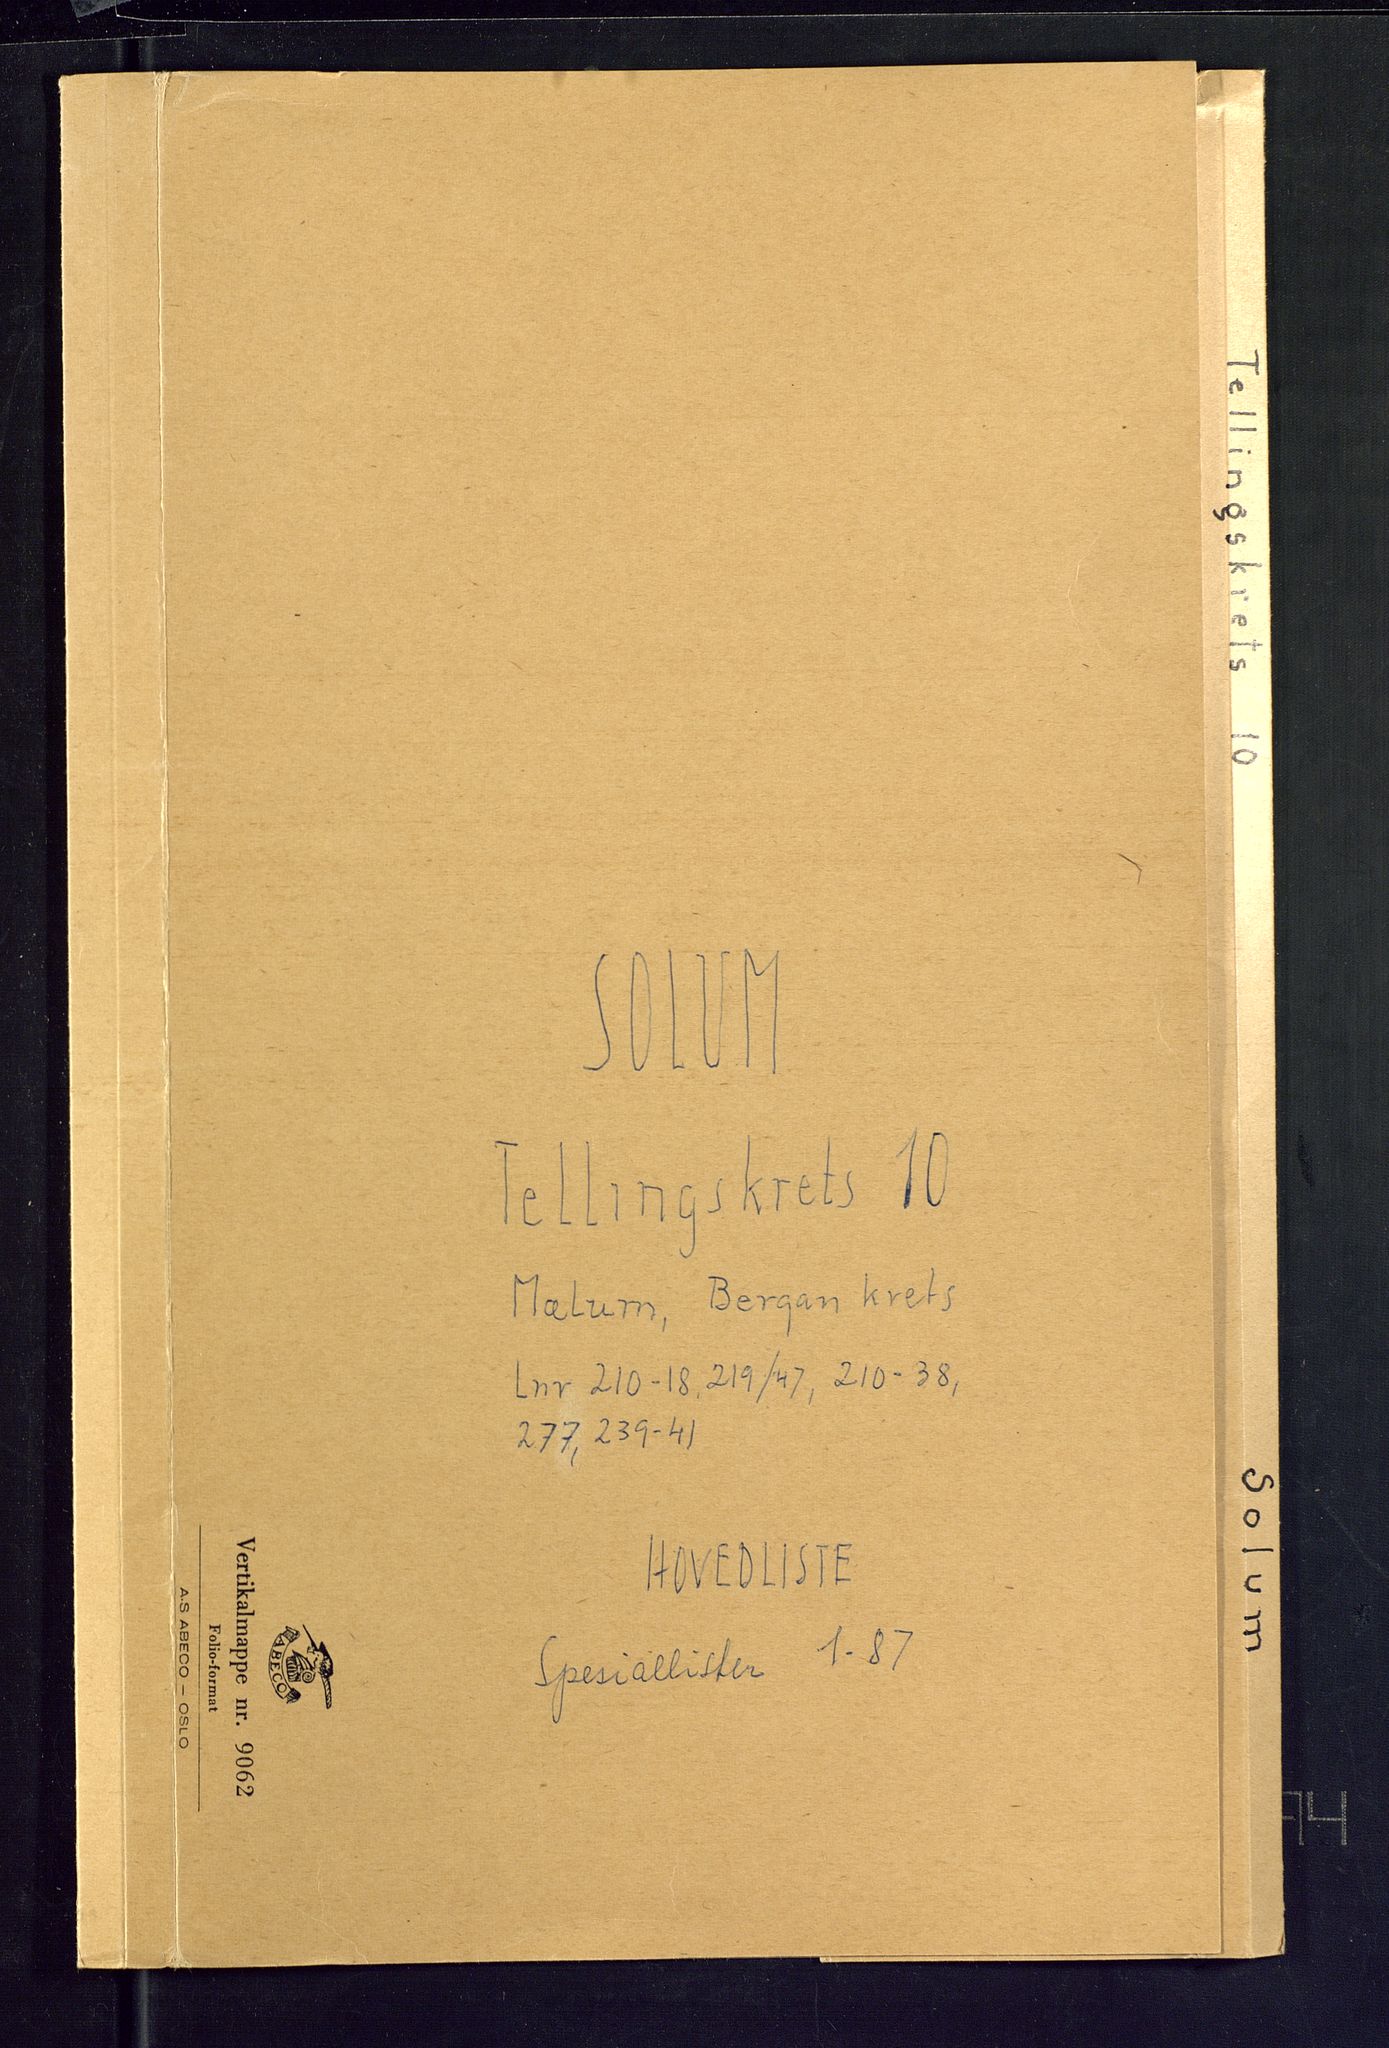 SOLUM
Tellingskrets 10
Mælum, Bergan krets
Lnr 210-18, 219/47, 210-38,
277, 239-41
HOVEDLISTE
Spesiallister 1-87
Tellingskrets 10
Solum
ABECO
Vertikalmappe nr. 9062
Folio-format
A.S ABECO – OSLO
A4